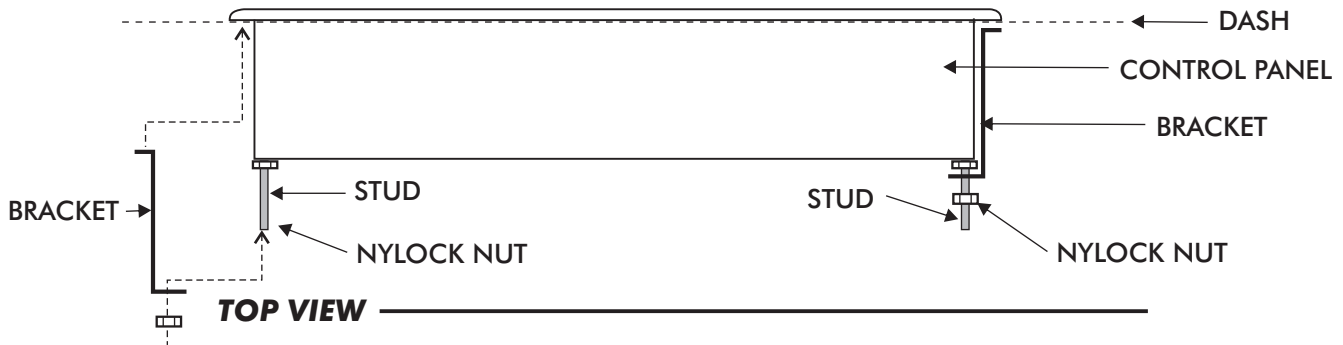 DASH
CONTROL PANEL
BRACKET
STUD
BRACKET
STUD
NYLOCK NUT
NYLOCK NUT
TOP VIEW